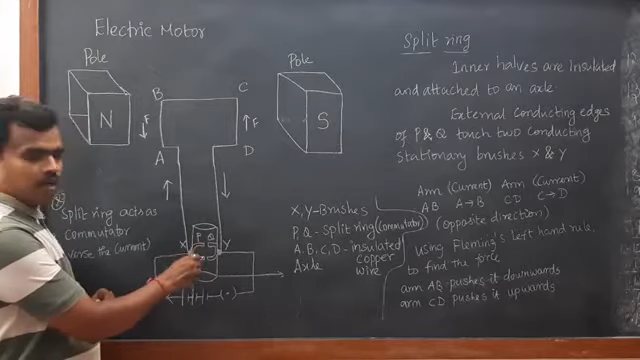 Electric Motor
Pole
N
B
C
A
D
F
F
Pole
S
X
Y
P
Q
Split ring acts as
commutator
verse the (current)
X, Y - Brushes
P, Q - split ring (commutator)
A, B, C, D - insulated
copper
wire
Axle
Split ring
Inner halves are insulated
and attached to an axle.
External conducting edges
of P & Q touch two conducting
stationary brushes X & Y
Arm (Current) Arm (Current)
AB A→B CD C→D
(Opposite direction)
Using Fleming's left hand rule.
to find the force
arm AB pushes it downwards
arm CD pushes it upwards